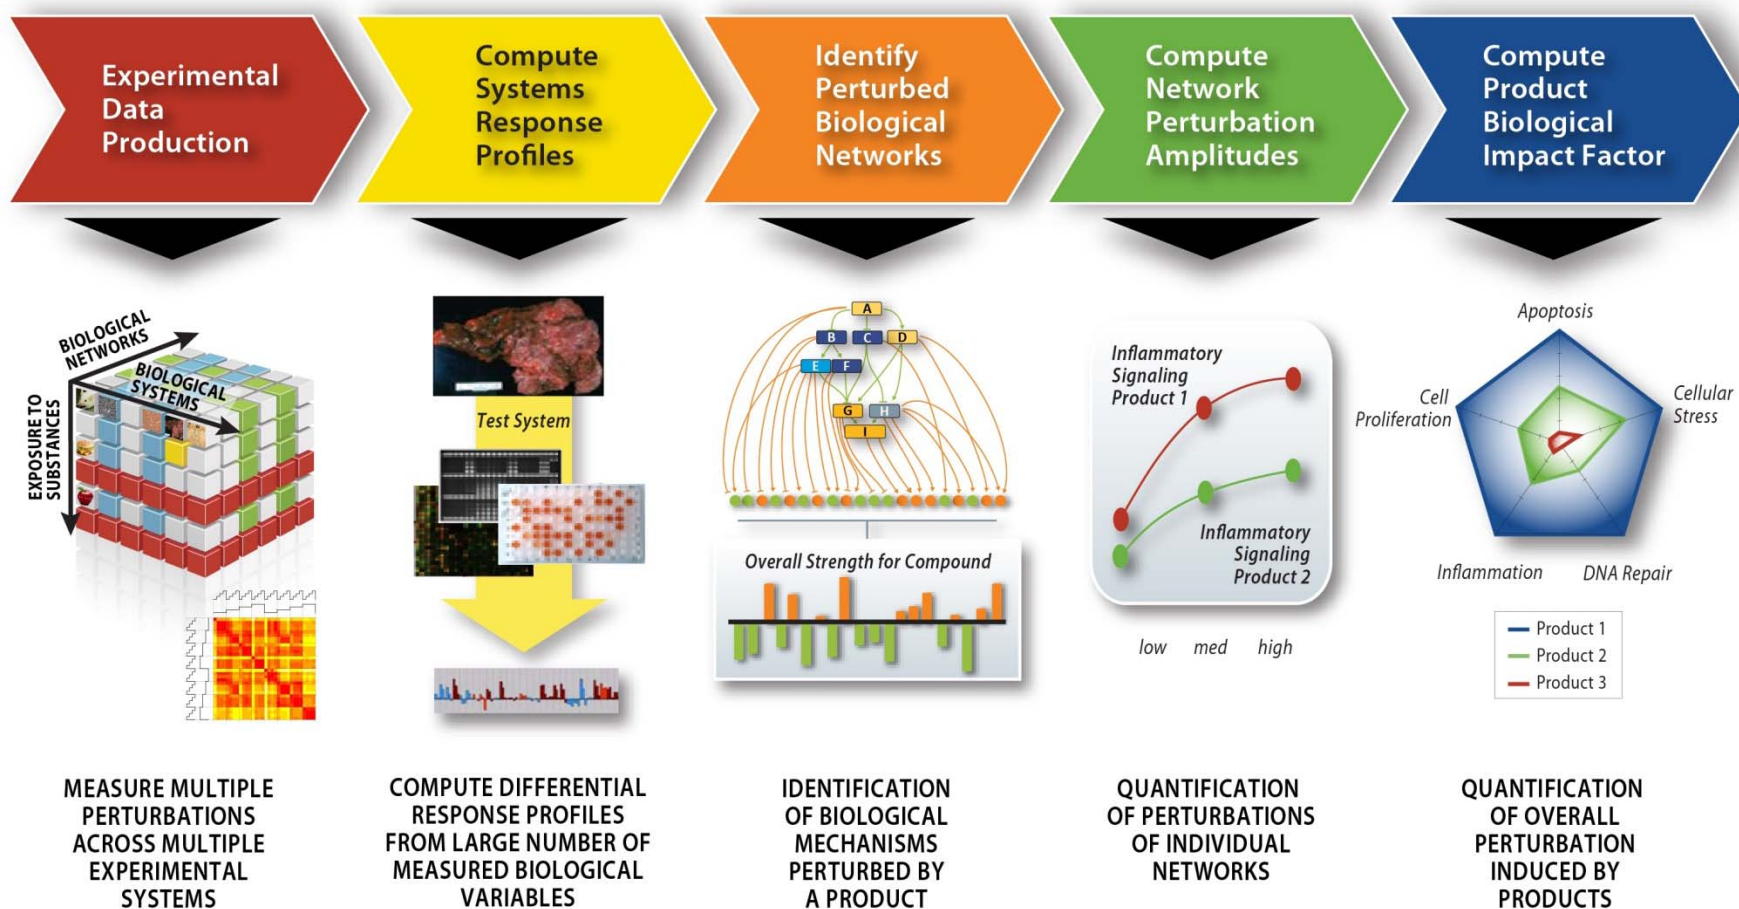 Experimental
Data
Production
Compute
Systems
Response
Profiles
Identify
Perturbed
Biological
Networks
Compute
Network
Perturbation
Amplitudes
Compute
Product
Biological
Impact Factor
BIOLOGICAL
NETWORKS
BIOLOGICAL
SYSTEMS
EXPOSURE TO
SUBSTANCES
Test System
A
B
C
D
E
F
G
H
I
Overall Strength for Compound
Inflammatory
Signaling
Product 1
Inflammatory
Signaling
Product 2
low med high
Apoptosis
Cell
Proliferation
Cellular
Stress
Inflammation
DNA Repair
Product 1
Product 2
Product 3
MEASURE MULTIPLE
PERTURBATIONS
ACROSS MULTIPLE
EXPERIMENTAL
SYSTEMS
COMPUTE DIFFERENTIAL
RESPONSE PROFILES
FROM LARGE NUMBER OF
MEASURED BIOLOGICAL
VARIABLES
IDENTIFICATION
OF BIOLOGICAL
MECHANISMS
PERTURBED BY
A PRODUCT
QUANTIFICATION
OF PERTURBATIONS
OF INDIVIDUAL
NETWORKS
QUANTIFICATION
OF OVERALL
PERTURBATION
INDUCED BY
PRODUCTS